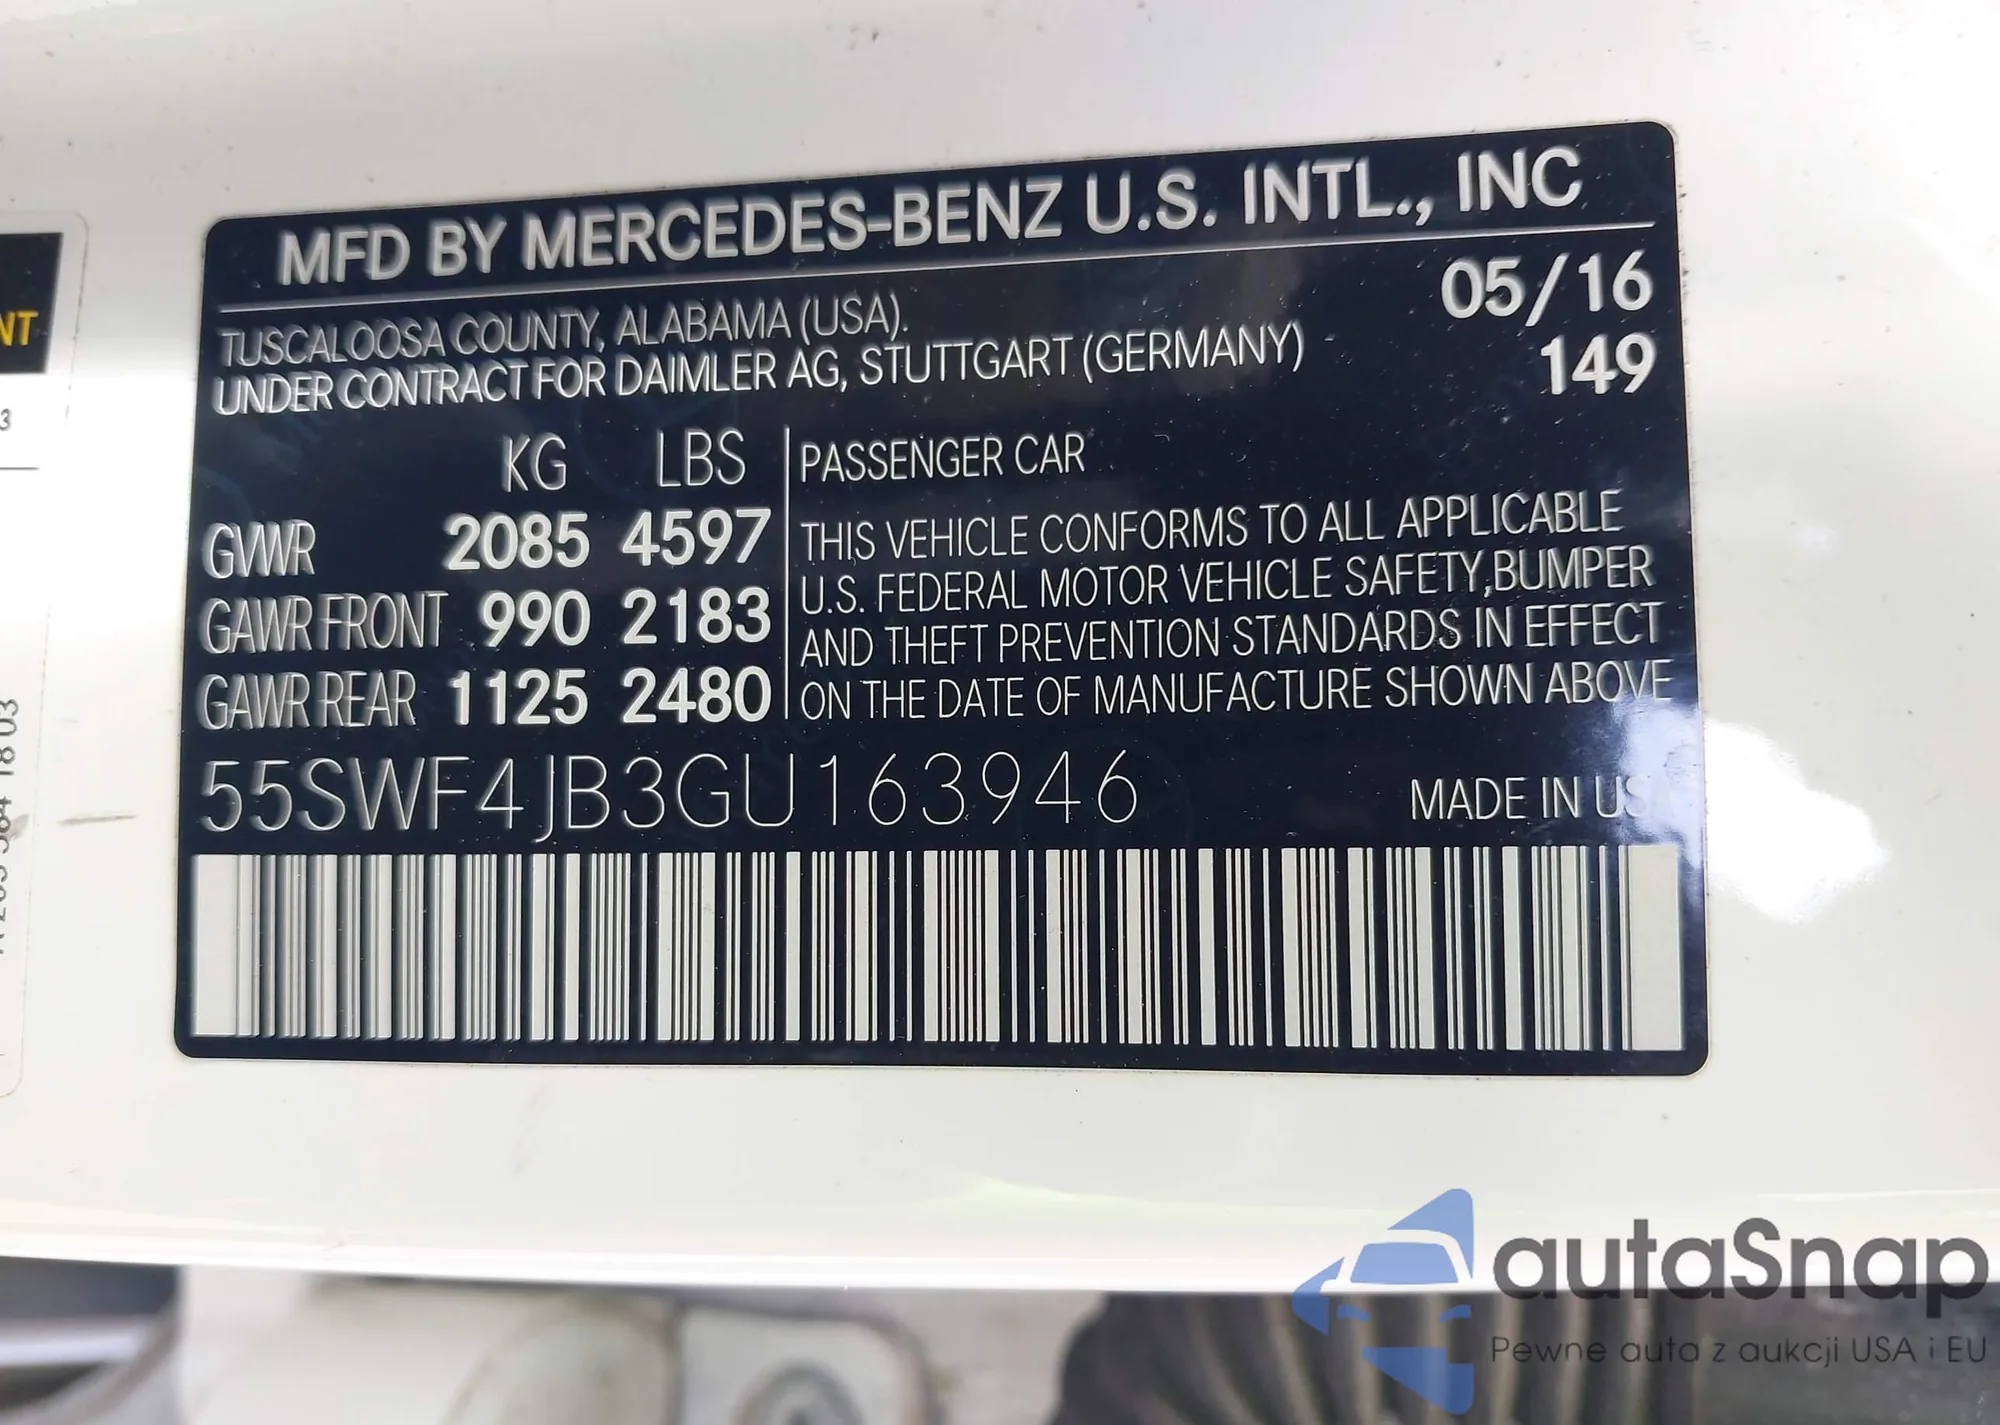 MFD BY MERCEDES-BENZ U.S. INTL., INC
TUSCALOOSA COUNTY, ALABAMA (USA).
UNDER CONTRACT FOR DAIMLER AG, STUTTGART (GERMANY)
05/16
149
KG LBS
GVWR 2085 4597
GAWR FRONT 990 2183
GAWR REAR 1125 2480
PASSENGER CAR
THIS VEHICLE CONFORMS TO ALL APPLICABLE
U.S. FEDERAL MOTOR VEHICLE SAFETY,BUMPER
AND THEFT PREVENTION STANDARDS IN EFFECT
ON THE DATE OF MANUFACTURE SHOWN ABOVE
55SWF4JB3GU163946
MADE IN USA
NT
3
autaSnap
Pewne auta z aukcji USA i EU